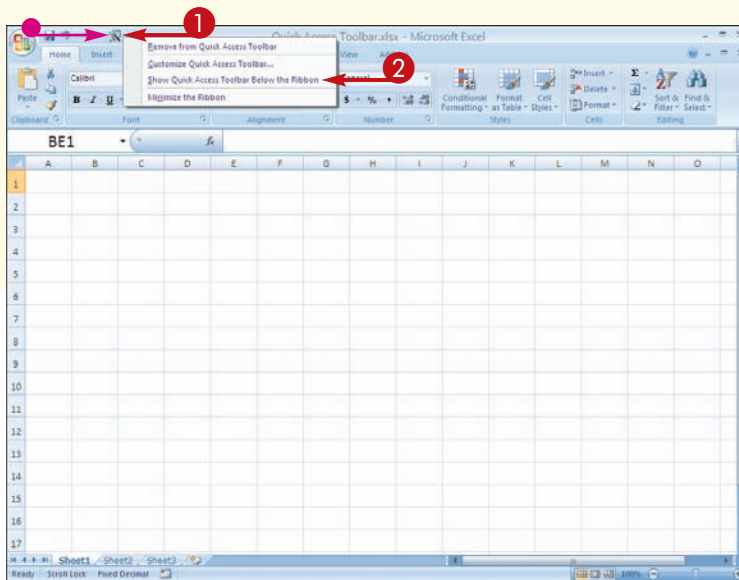 1
Quick Access Toolbar.xlsx - Microsoft Excel
Remove from Quick Access Toolbar
Customize Quick Access Toolbar...
Show Quick Access Toolbar Below the Ribbon
2
Minimize the Ribbon
Home Insert View
Paste
Calibri
B I U
$ - % ,
Conditional Formatting
Format as Table
Cell Styles
Insert
Delete
Format
Σ
Sort & Filter
Find & Select
Clipboard Font Alignment Number Styles Cells Editing
BE1 fx
A B C D E F G H I J K L M N O
1
2
3
4
5
6
7
8
9
10
11
12
13
14
15
16
17
Sheet1 Sheet2 Sheet3
Ready Scroll Lock Fixed Decimal 100%